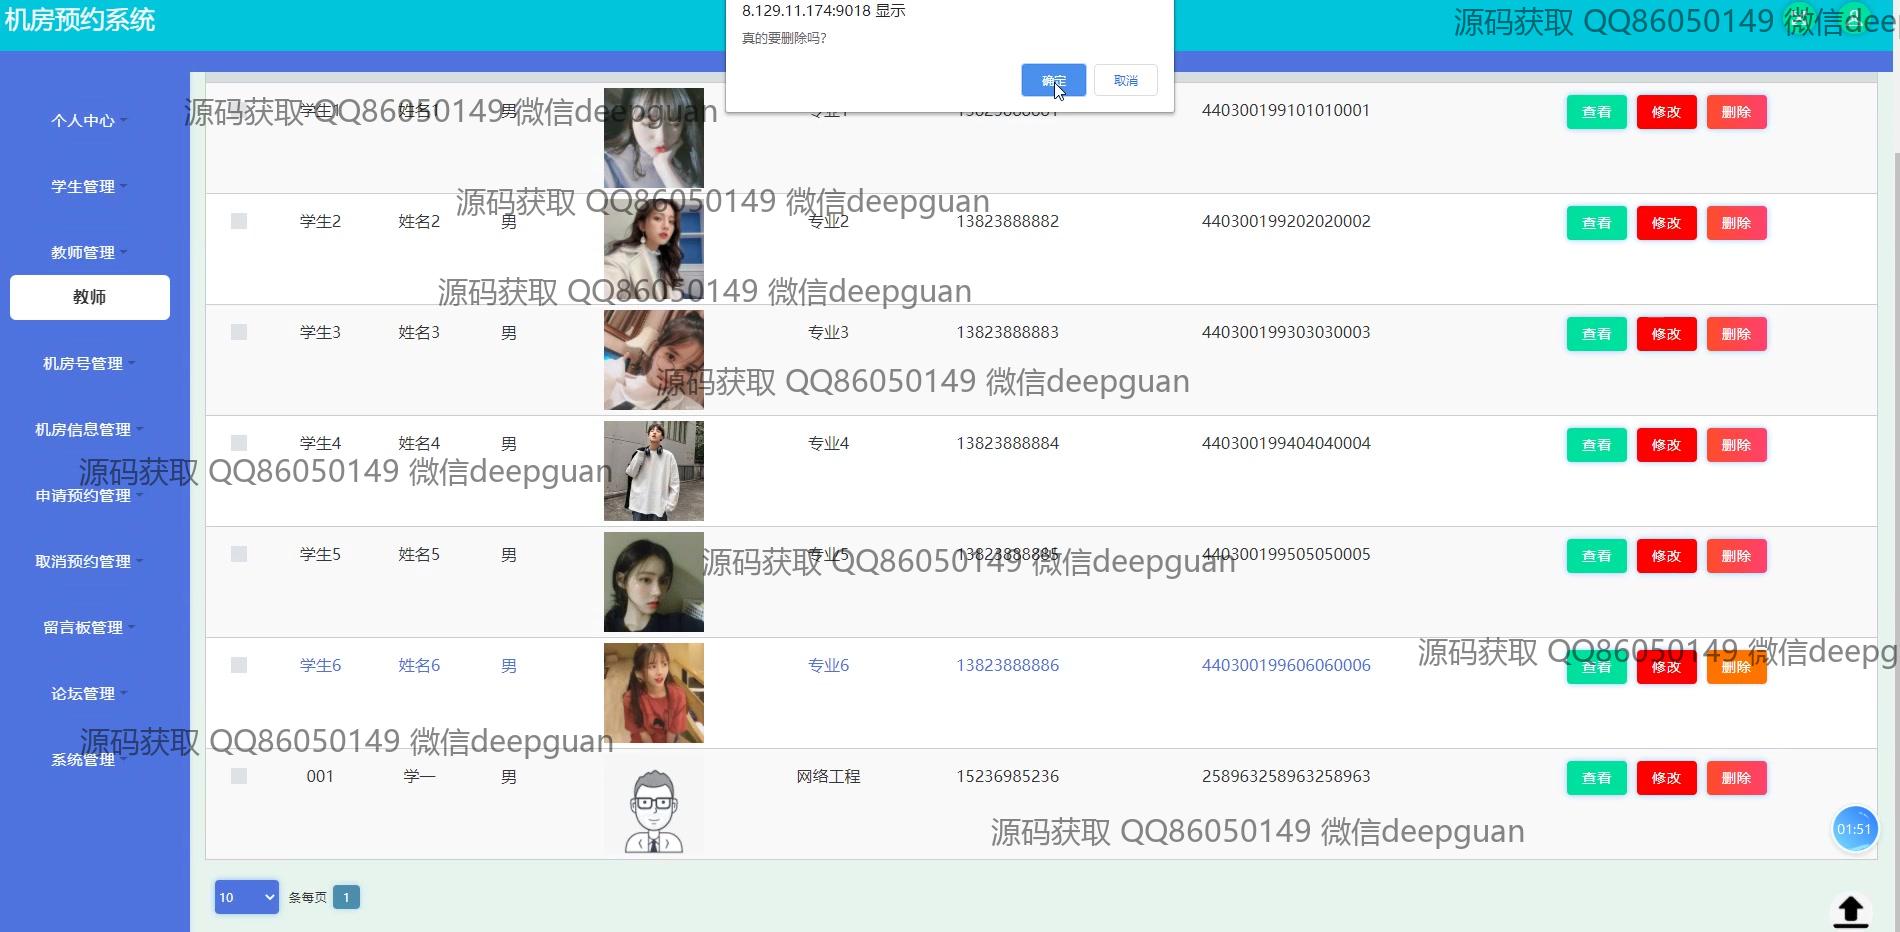 机房预约系统
8.129.11.174:9018 显示
真的要删除吗?
确定 取消
源码获取 QQ86050149 微信deep
个人中心
学生管理
教师管理
教师
机房号管理
机房信息管理
申请预约管理
取消预约管理
留言板管理
论坛管理
系统管理
学生1 姓名1 男 专业1 13823888881 440300199101010001 查看 修改 删除
源码获取 QQ86050149 微信deepguan
源码获取 QQ86050149 微信deepguan
学生2 姓名2 男 专业2 13823888882 440300199202020002 查看 修改 删除
源码获取 QQ86050149 微信deepguan
学生3 姓名3 男 专业3 13823888883 440300199303030003 查看 修改 删除
源码获取 QQ86050149 微信deepguan
学生4 姓名4 男 专业4 13823888884 440300199404040004 查看 修改 删除
源码获取 QQ86050149 微信deepguan
学生5 姓名5 男 专业5 13823888885 440300199505050005 查看 修改 删除
源码获取 QQ86050149 微信deepguan
源码获取 QQ86050149 微信deepg
学生6 姓名6 男 专业6 13823888886 440300199606060006 查看 修改 删除
源码获取 QQ86050149 微信deepguan
001 学一 男 网络工程 15236985236 258963258963258963 查看 修改 删除
源码获取 QQ86050149 微信deepguan
01:51
10 条每页 1